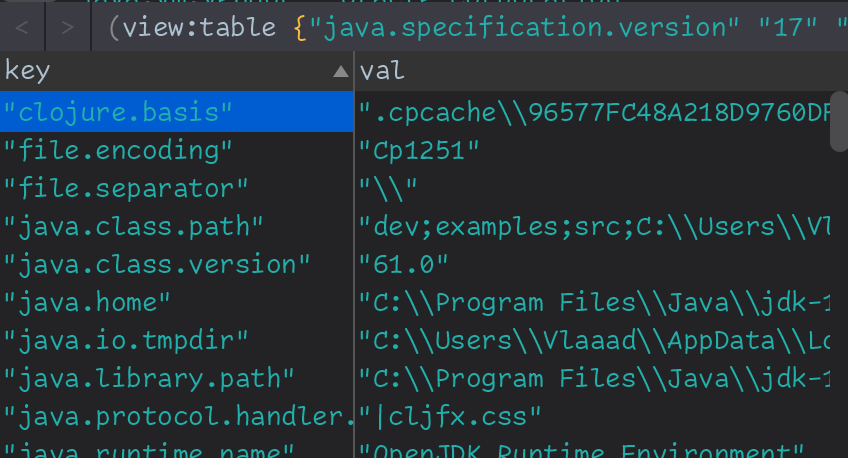 < > (view:table {"java.specification.version" "17" "
key val
"clojure.basis" ".cpcache\\96577FC48A218D9760DF
"file.encoding" "Cp1251"
"file.separator" "\\"
"java.class.path" "dev;examples;src;C:\\Users\\Vl
"java.class.version" "61.0"
"java.home" "C:\\Program Files\\Java\\jdk-1
"java.io.tmpdir" "C:\\Users\\Vlaaad\\AppData\\Lo
"java.library.path" "C:\\Program Files\\Java\\jdk-1
"java.protocol.handler. "|cljfx.css"
"java.runtime.name" "OpenJDK Runtime Environment"